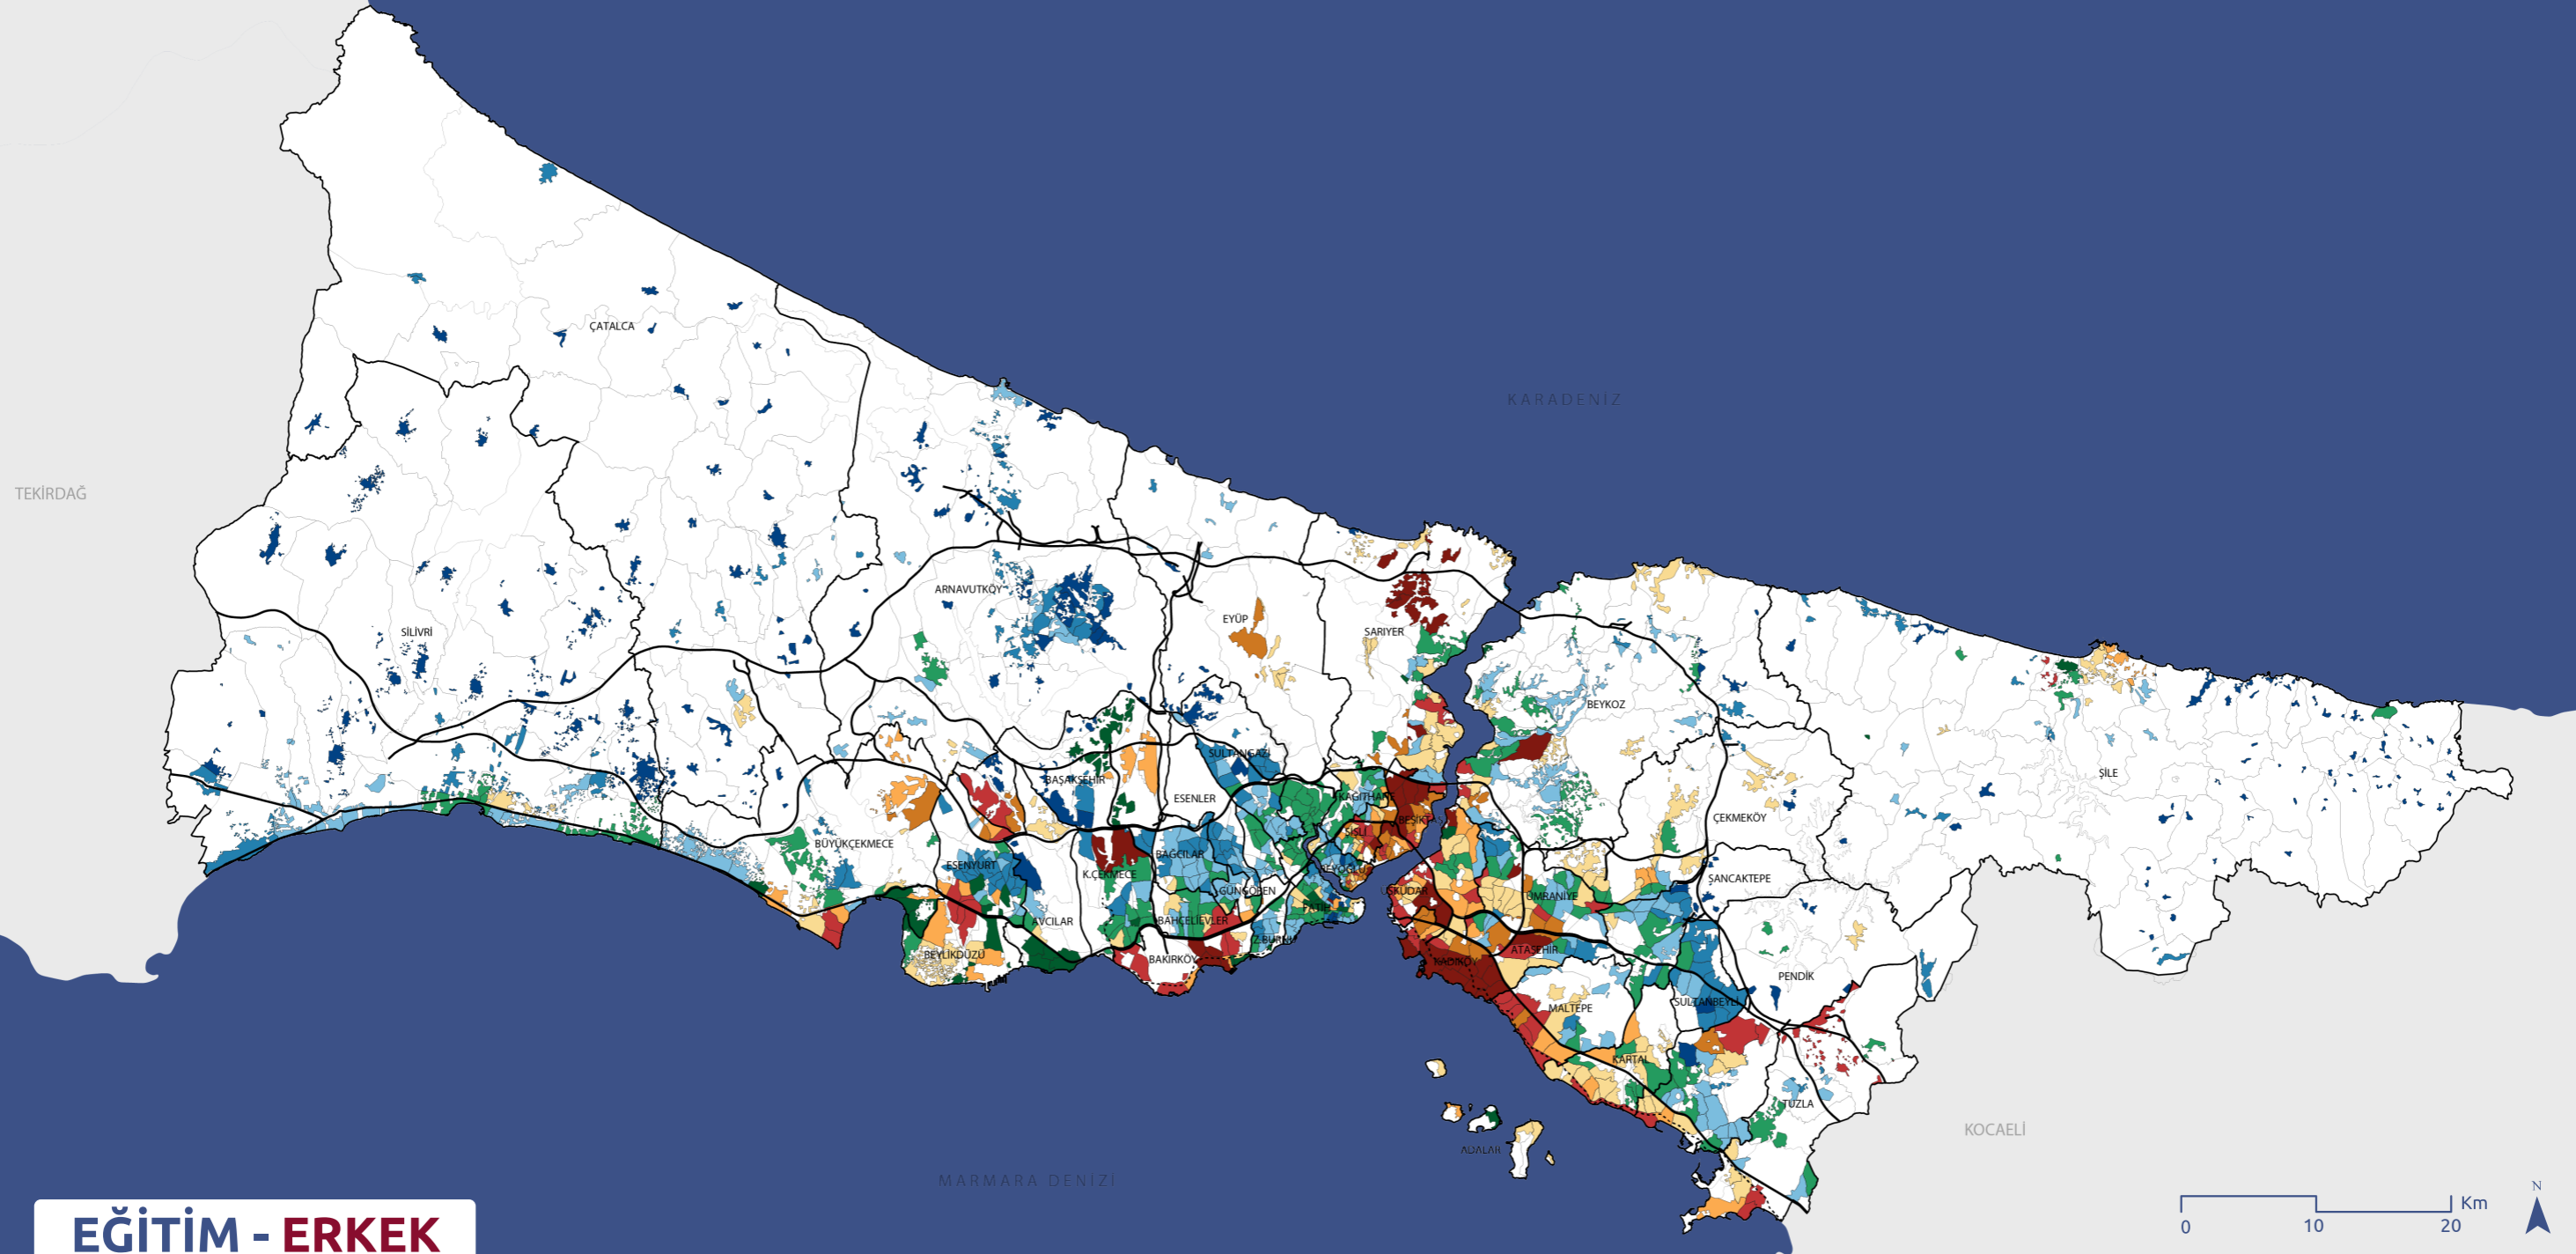 KARADENİZ
TEKİRDAĞ
ÇATALCA
ARNAVUTKÖY
SİLİVRİ
EYÜP
SARIYER
BEYKOZ
SULTANGAZİ
BAŞAKŞEHİR
ESENLER
KAĞITHANE
ŞİLE
ÇEKMEKÖY
BEŞİKTAŞ
ŞİŞLİ
BÜYÜKÇEKMECE
BAĞCILAR
ESENYURT
K.ÇEKMECE
BEYOĞLU
SANCAKTEPE
GÜNGÖREN
ÜSKÜDAR
ÜMRANİYE
FATİH
AVCILAR
BAHÇELİEVLER
Z.BURNU
BEYLİKDÜZÜ
BAKIRKÖY
ATAŞEHİR
KADIKÖY
PENDİK
SULTANBEYLİ
MALTEPE
KARTAL
TUZLA
KOCAELİ
ADALAR
MARMARA DENİZİ
EĞİTİM - ERKEK
N
Km
0 10 20